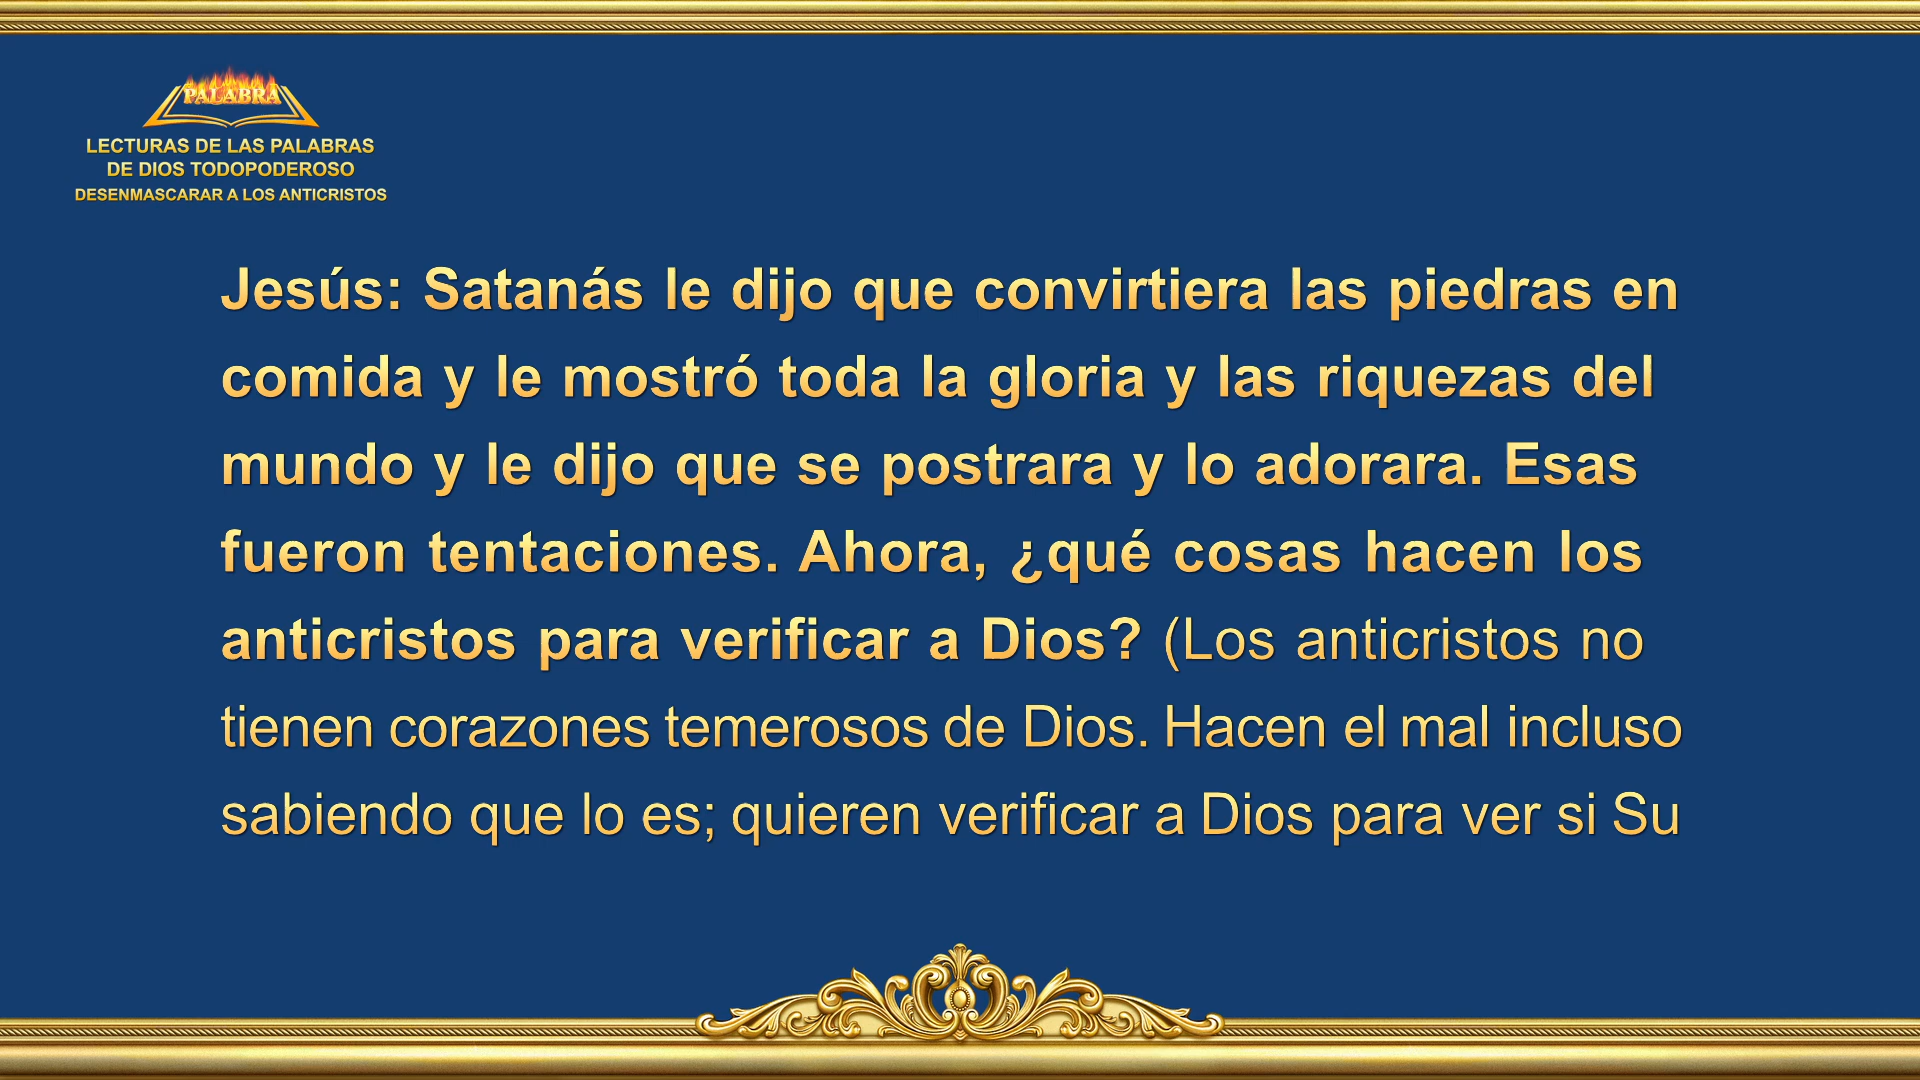 PALABRA
LECTURAS DE LAS PALABRAS
DE DIOS TODOPODEROSO
DESENMASCARAR A LOS ANTICRISTOS
Jesús: Satanás le dijo que convirtiera las piedras en
comida y le mostró toda la gloria y las riquezas del
mundo y le dijo que se postrara y lo adorara. Esas
fueron tentaciones. Ahora, ¿qué cosas hacen los
anticristos para verificar a Dios? (Los anticristos no
tienen corazones temerosos de Dios. Hacen el mal incluso
sabiendo que lo es; quieren verificar a Dios para ver si Su